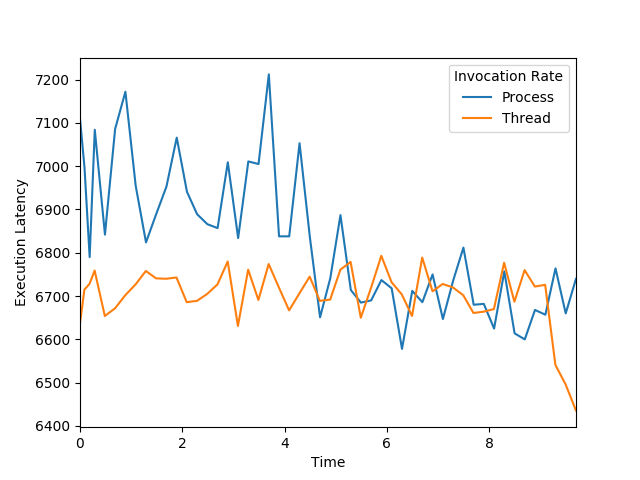 Invocation Rate
Process
Thread
Execution Latency
7200
7100
7000
6900
6800
6700
6600
6500
6400
0 2 4 6 8
Time